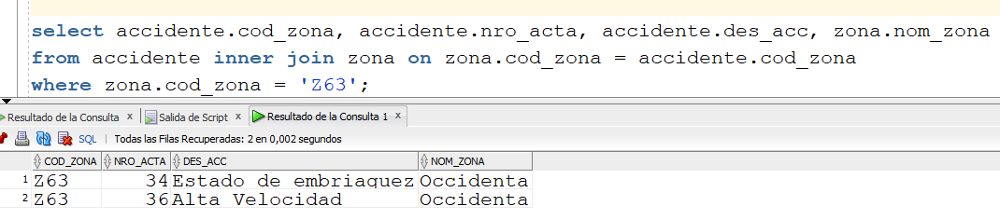 select accidente.cod_zona, accidente.nro_acta, accidente.des_acc, zona.nom_zona
from accidente inner join zona on zona.cod_zona = accidente.cod_zona
where zona.cod_zona = 'Z63';
Resultado de la Consulta x Salida de Script x Resultado de la Consulta 1 x
SQL | Todas las Filas Recuperadas: 2 en 0,002 segundos
COD_ZONA NRO_ACTA DES_ACC NOM_ZONA
1 Z63 34 Estado de embriaguez Occidenta
2 Z63 36 Alta Velocidad Occidenta